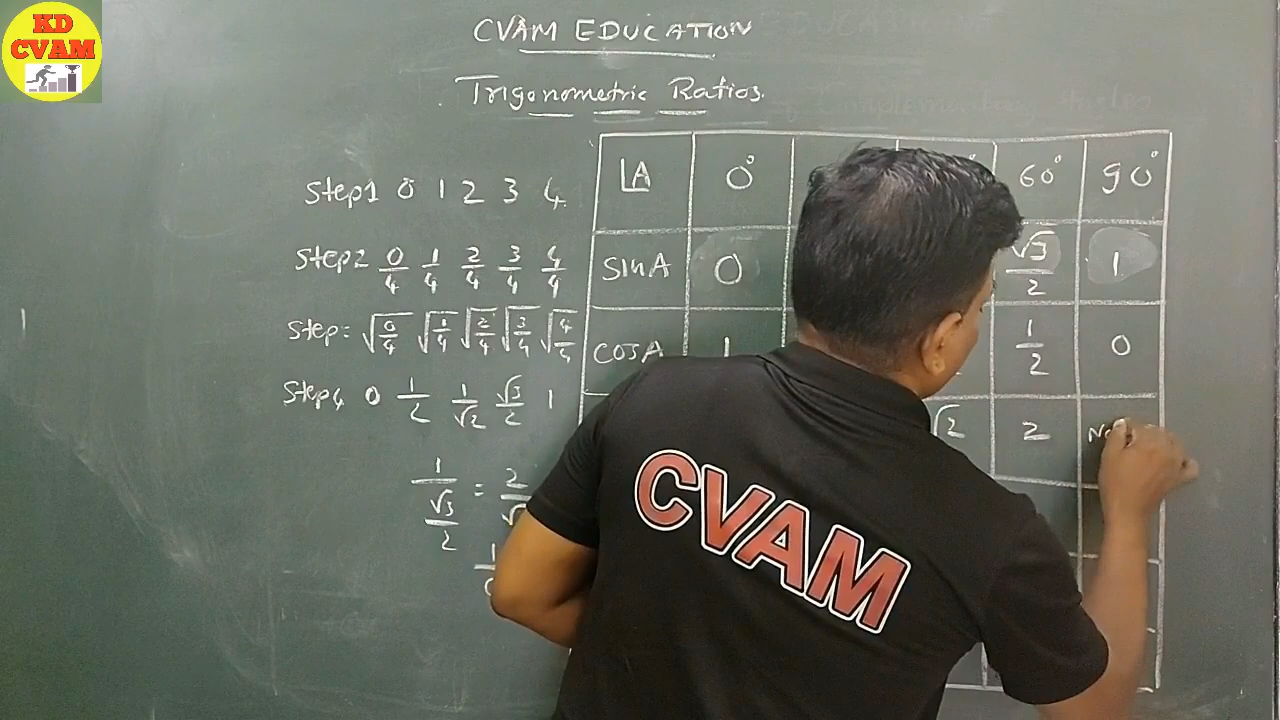 KD
CVAM
CVAM EDUCATION
Trigonometric Ratios.
Step1 0 1 2 3 4.
Step2 0/4 1/4 2/4 3/4 4/4
Step: √0/4 √1/4 √2/4 √3/4 √4/4
Step4 0 1/2 1/√2 √3/2 1
1/(√3/2) = 2/√
1
LA 0° 60° 90°
sinA 0 √3/2 1
cosA 1 1/2 0
√2 2 No
CVAM